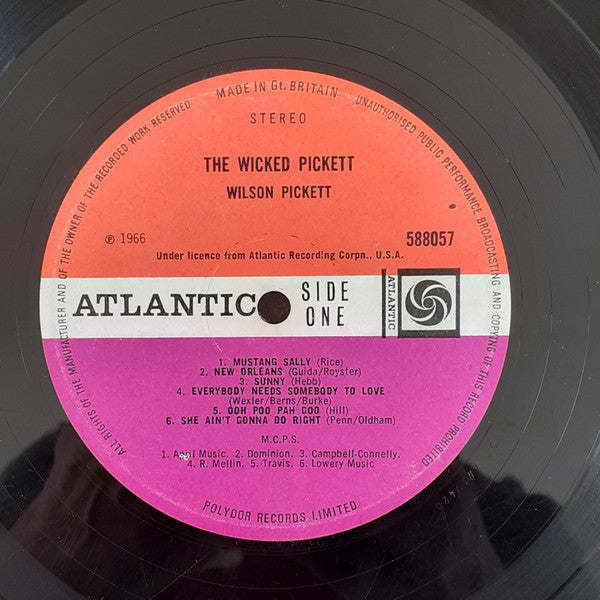 MADE IN Gt. BRITAIN
UNAUTHORISED PUBLIC PERFORMANCE BROADCASTING AND COPYING OF THIS RECORD PROHIBITED
ALL RIGHTS OF THE MANUFACTURER AND OF THE OWNER OF THE RECORDED WORK RESERVED
STEREO
THE WICKED PICKETT
WILSON PICKETT
℗ 1966
588057
Under licence from Atlantic Recording Corpn., U.S.A.
ATLANTIC
SIDE
ONE
ATLANTIC
1. MUSTANG SALLY (Rice)
2. NEW ORLEANS (Guida/Royster)
3. SUNNY (Hebb)
4. EVERYBODY NEEDS SOMEBODY TO LOVE
(Wexler/Berns/Burke)
5. OOH POO PAH DOO (Hill)
6. SHE AIN'T GONNA DO RIGHT (Penn/Oldham)
M.C.P.S.
1. April Music. 2. Dominion. 3. Campbell-Connelly.
4. R. Mellin. 5. Travis. 6. Lowery Music
POLYDOR RECORDS LIMITED